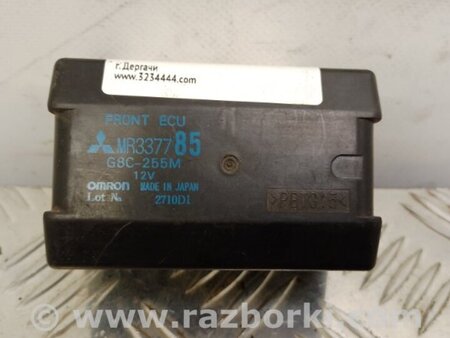 г. Дергачи
www.3234444.com
FRONT ECU
MR337785
G8C-255M
12V
omron MADE IN JAPAN
Lot No. 2710D1
www.razborki.com